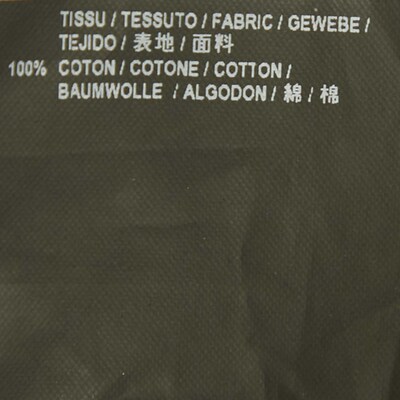 TISSU / TESSUTO / FABRIC / GEWEBE /
TEJIDO / 表地 / 面料
100% COTON / COTONE / COTTON /
BAUMWOLLE / ALGODON / 綿 / 棉